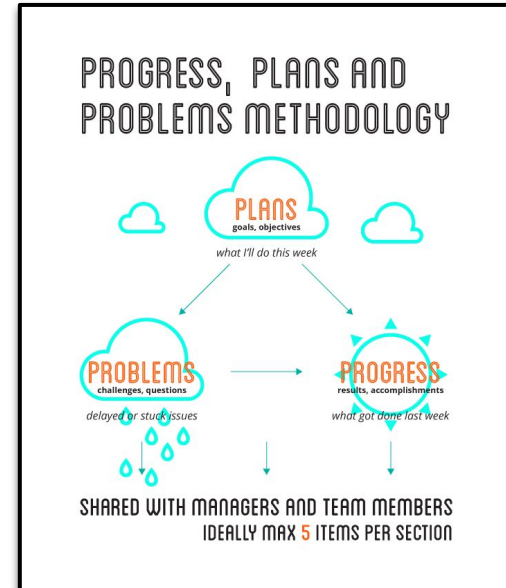 PROGRESS, PLANS AND
PROBLEMS METHODOLOGY
PLANS
goals, objectives
what I'll do this week
PROBLEMS
challenges, questions
delayed or stuck issues
PROGRESS
results, accomplishments
what got done last week
SHARED WITH MANAGERS AND TEAM MEMBERS
IDEALLY MAX 5 ITEMS PER SECTION